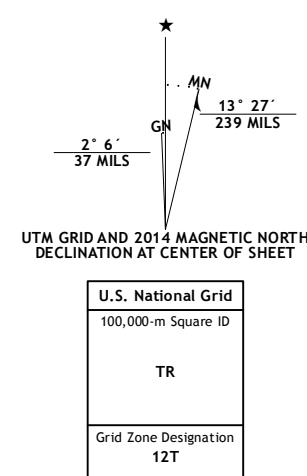 ★
MN
GN
13° 27´
239 MILS
2° 6´
37 MILS
UTM GRID AND 2014 MAGNETIC NORTH
DECLINATION AT CENTER OF SHEET
U.S. National Grid
100,000-m Square ID
TR
Grid Zone Designation
12T